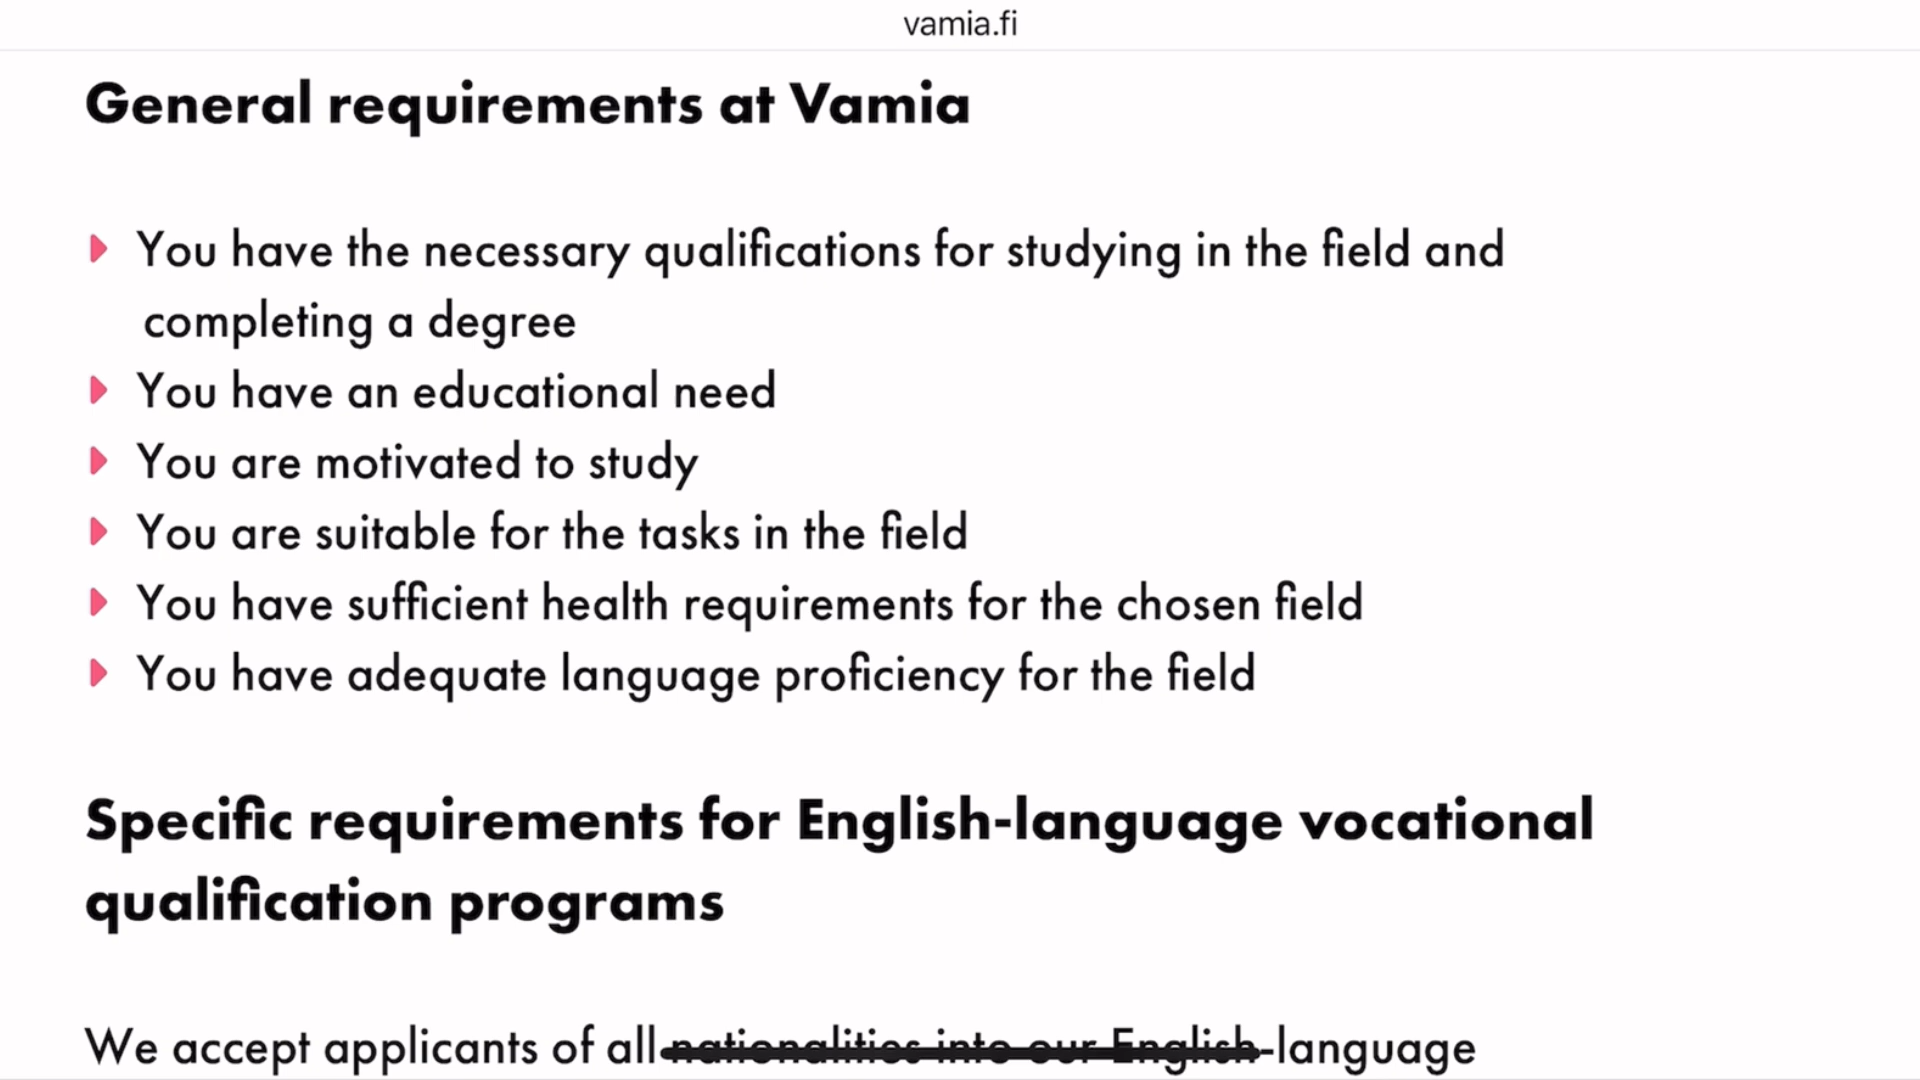 vamia.fi
General requirements at Vamia
You have the necessary qualifications for studying in the field and
completing a degree
You have an educational need
You are motivated to study
You are suitable for the tasks in the field
You have sufficient health requirements for the chosen field
You have adequate language proficiency for the field
Specific requirements for English-language vocational
qualification programs
We accept applicants of all nationalities into our English-language